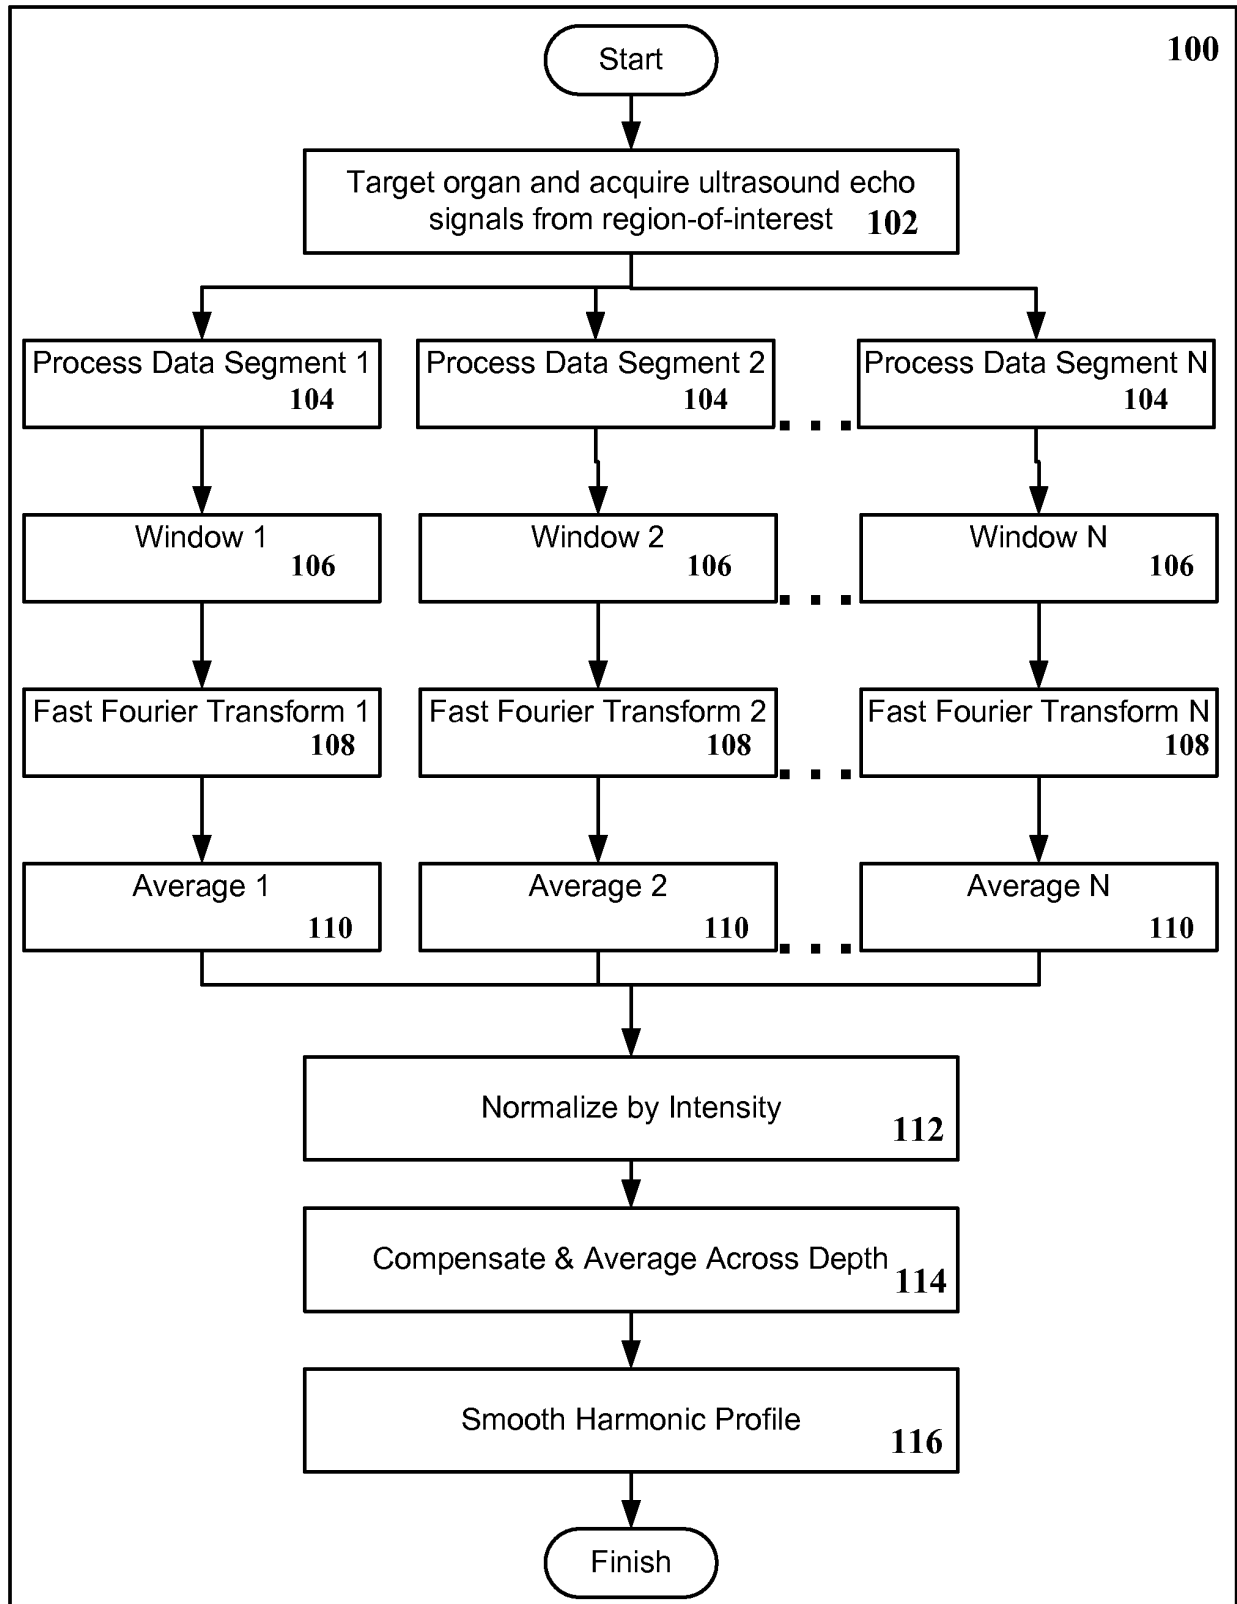 100
Start
Target organ and acquire ultrasound echo
signals from region-of-interest 102
Process Data Segment 1
104
Process Data Segment 2
104
. . .
Process Data Segment N
104
Window 1
106
Window 2
106
. . .
Window N
106
Fast Fourier Transform 1
108
Fast Fourier Transform 2
108
. . .
Fast Fourier Transform N
108
Average 1
110
Average 2
110
. . .
Average N
110
Normalize by Intensity
112
Compensate & Average Across Depth
114
Smooth Harmonic Profile
116
Finish